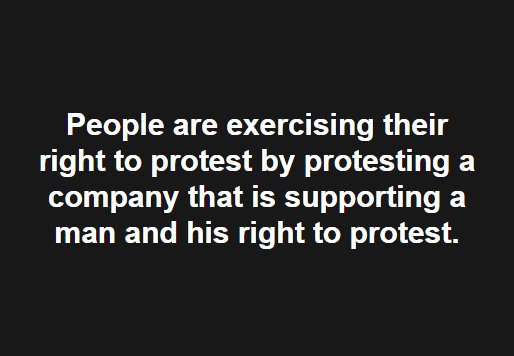 People are exercising their
right to protest by protesting a
company that is supporting a
man and his right to protest.